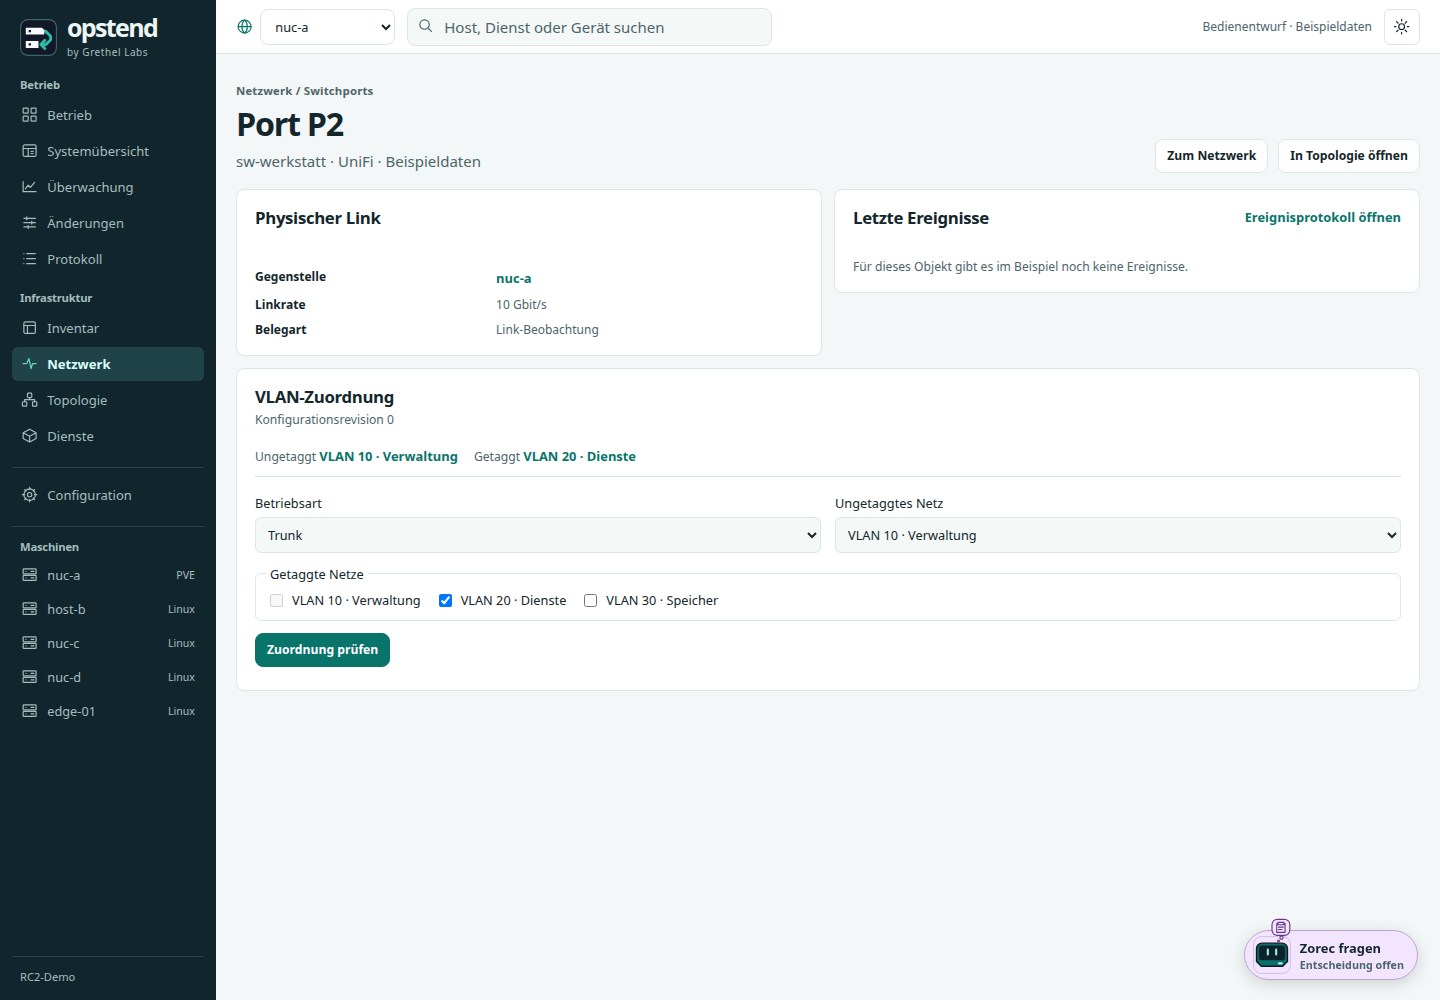 opstend
by Grethel Labs
Betrieb
Betrieb
Systemübersicht
Überwachung
Änderungen
Protokoll
Infrastruktur
Inventar
Netzwerk
Topologie
Dienste
Configuration
Maschinen
nuc-a PVE
host-b Linux
nuc-c Linux
nuc-d Linux
edge-01 Linux
RC2-Demo
nuc-a
Host, Dienst oder Gerät suchen
Bedienentwurf · Beispieldaten
Netzwerk / Switchports
Port P2
sw-werkstatt · UniFi · Beispieldaten
Zum Netzwerk
In Topologie öffnen
Physischer Link
Gegenstelle nuc-a
Linkrate 10 Gbit/s
Belegart Link-Beobachtung
Letzte Ereignisse
Ereignisprotokoll öffnen
Für dieses Objekt gibt es im Beispiel noch keine Ereignisse.
VLAN-Zuordnung
Konfigurationsrevision 0
Ungetaggt VLAN 10 · Verwaltung Getaggt VLAN 20 · Dienste
Betriebsart
Trunk
Ungetaggtes Netz
VLAN 10 · Verwaltung
Getaggte Netze
VLAN 10 · Verwaltung VLAN 20 · Dienste VLAN 30 · Speicher
Zuordnung prüfen
Zorec fragen
Entscheidung offen